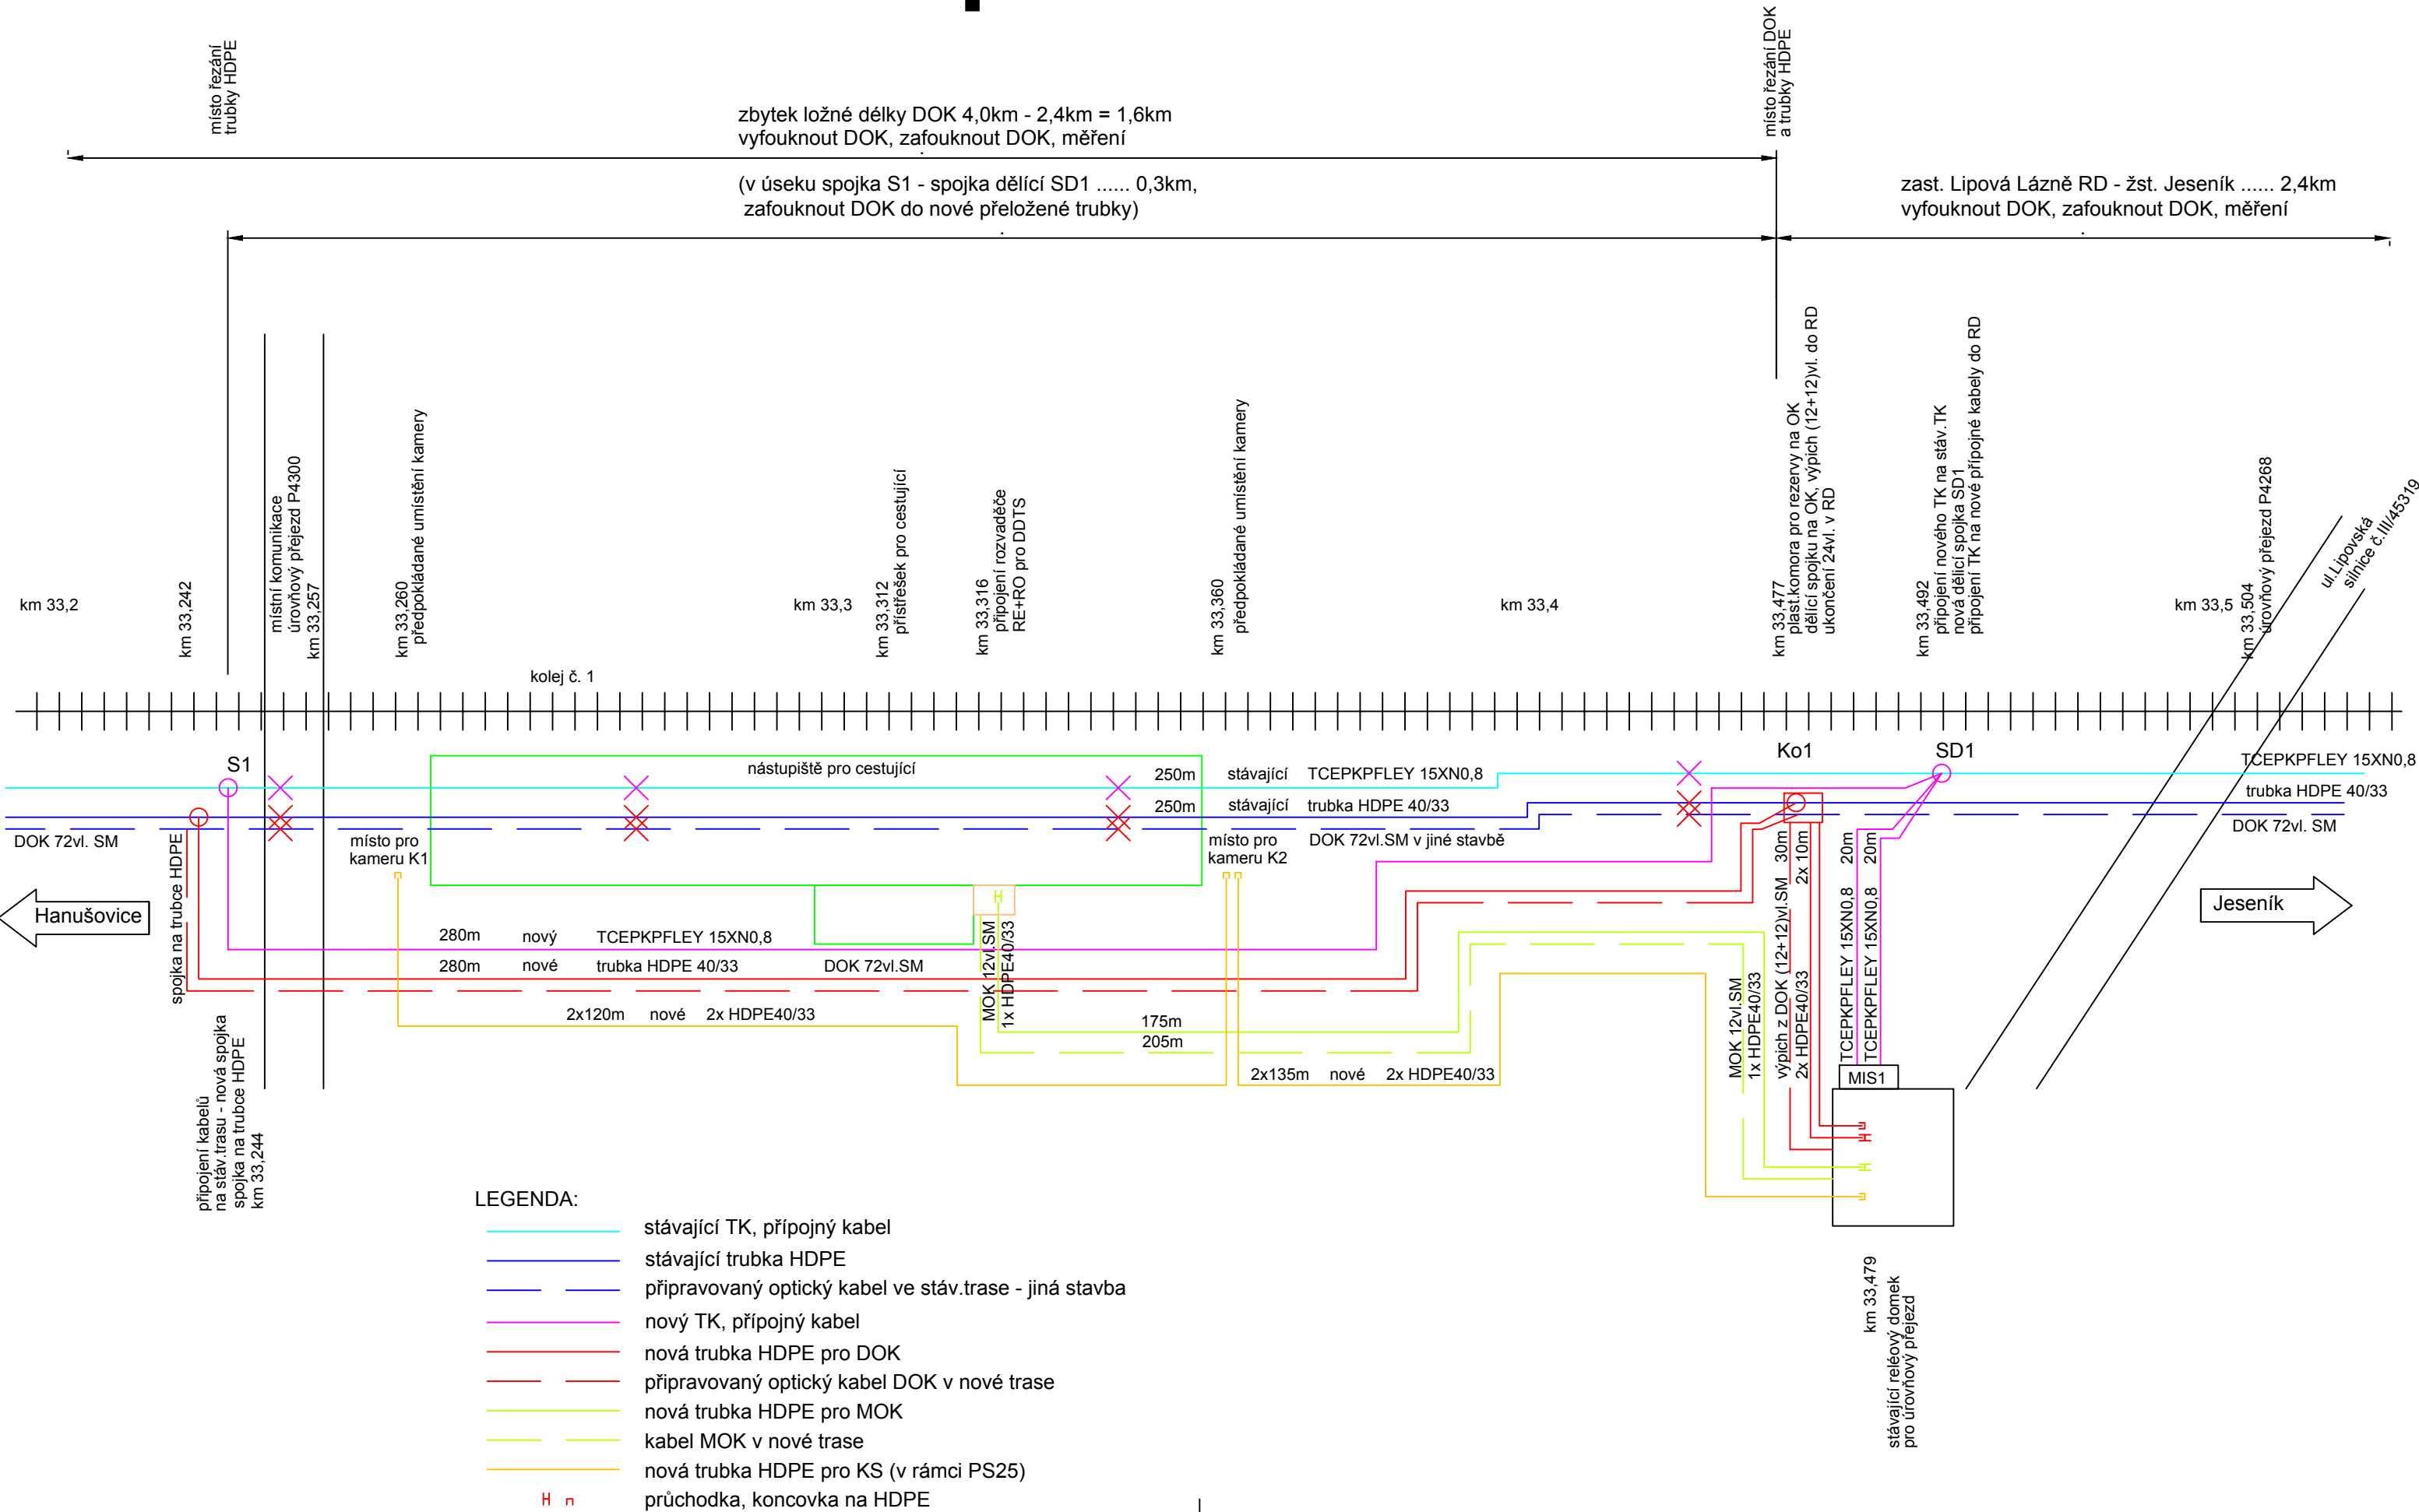 místo řezání
trubky HDPE
místo řezání DOK
a trubky HDPE
zbytek ložné délky DOK 4,0km - 2,4km = 1,6km
vyfouknout DOK, zafouknout DOK, měření
(v úseku spojka S1 - spojka dělící SD1 ...... 0,3km,
zafouknout DOK do nové přeložené trubky)
zast. Lipová Lázně RD - žst. Jeseník ...... 2,4km
vyfouknout DOK, zafouknout DOK, měření
km 33,2
km 33,242
místní komunikace
úrovňový přejezd P4300
km 33,257
km 33,260
předpokládané umístění kamery
km 33,3
km 33,312
přístřešek pro cestující
km 33,316
připojení rozvaděče
RE+RO pro DDTS
km 33,360
předpokládané umístění kamery
km 33,4
km 33,477
plast.komora pro rezervy na OK
dělící spojku na OK, výpich (12+12)vl. do RD
ukončení 24vl. v RD
km 33,492
připojení nového TK na stáv.TK
nová dělicí spojka SD1
připojení TK na nové přípojné kabely do RD
km 33,5
km 33,504
úrovňový přejezd P4268
ul.Lipovská
silnice č.III/45319
kolej č. 1
S1
nástupiště pro cestující
250m stávající TCEPKPFLEY 15XN0,8
250m stávající trubka HDPE 40/33
DOK 72vl.SM v jiné stavbě
Ko1
SD1
TCEPKPFLEY 15XN0,8
trubka HDPE 40/33
DOK 72vl. SM
DOK 72vl. SM
spojka na trubce HDPE
místo pro
kameru K1
místo pro
kameru K2
Hanušovice
Jeseník
280m nový TCEPKPFLEY 15XN0,8
280m nové trubka HDPE 40/33 DOK 72vl.SM
MOK 12vl.SM
1x HDPE40/33
2x120m nové 2x HDPE40/33
175m
205m
2x135m nové 2x HDPE40/33
MOK 12vl.SM
1x HDPE40/33
výpich z DOK (12+12)vl.SM 30m
2x HDPE40/33 2x 10m
TCEPKPFLEY 15XN0,8 20m
TCEPKPFLEY 15XN0,8 20m
MIS1
připojení kabelů
na stáv.trasu - nová spojka
spojka na trubce HDPE
km 33,244
km 33,479
stávající reléový domek
pro úrovňový přejezd
LEGENDA:
stávající TK, přípojný kabel
stávající trubka HDPE
připravovaný optický kabel ve stáv.trase - jiná stavba
nový TK, přípojný kabel
nová trubka HDPE pro DOK
připravovaný optický kabel DOK v nové trase
nová trubka HDPE pro MOK
kabel MOK v nové trase
nová trubka HDPE pro KS (v rámci PS25)
průchodka, koncovka na HDPE